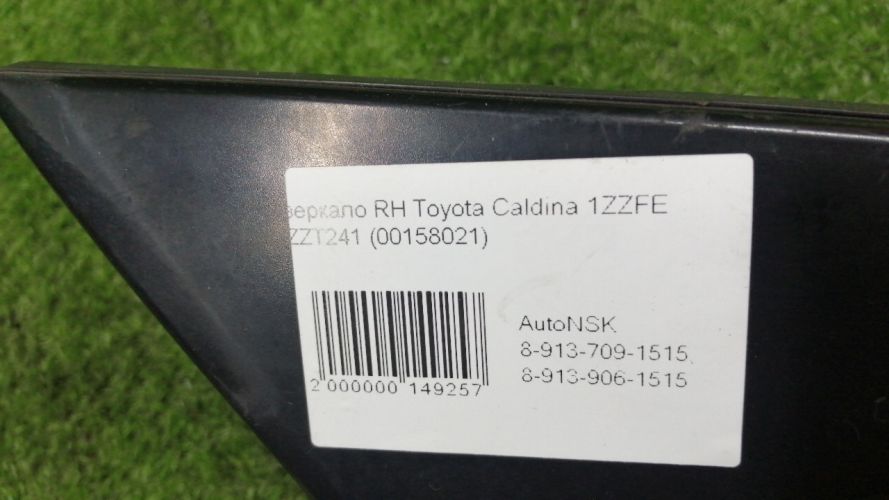 зеркало RH Toyota Caldina 1ZZFE
ZZT241 (00158021)
AutoNSK
8-913-709-1515
8-913-906-1515
2 000000 149257